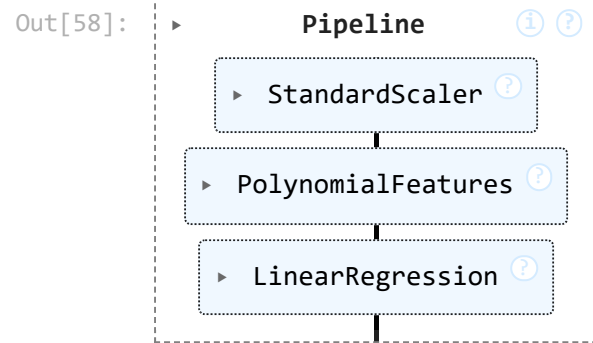 Out[58]: ▸ Pipeline i ?
▸ StandardScaler ?
▸ PolynomialFeatures ?
▸ LinearRegression ?